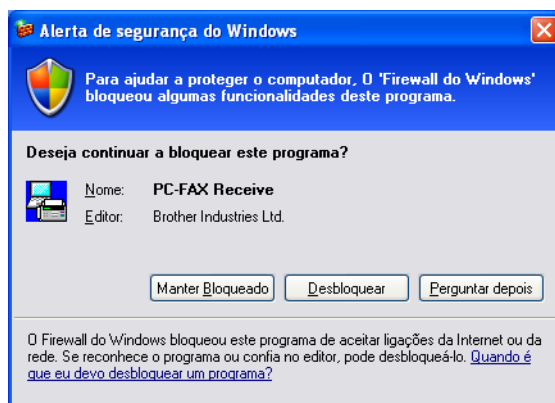 Alerta de segurança do Windows
Para ajudar a proteger o computador, O 'Firewall do Windows'
bloqueou algumas funcionalidades deste programa.
Deseja continuar a bloquear este programa?
Nome: PC-FAX Receive
Editor: Brother Industries Ltd.
Manter Bloqueado Desbloquear Perguntar depois
O Firewall do Windows bloqueou este programa de aceitar ligações da Internet ou da
rede. Se reconhece o programa ou confia no editor, pode desbloqueá-lo. Quando é
que eu devo desbloquear um programa?